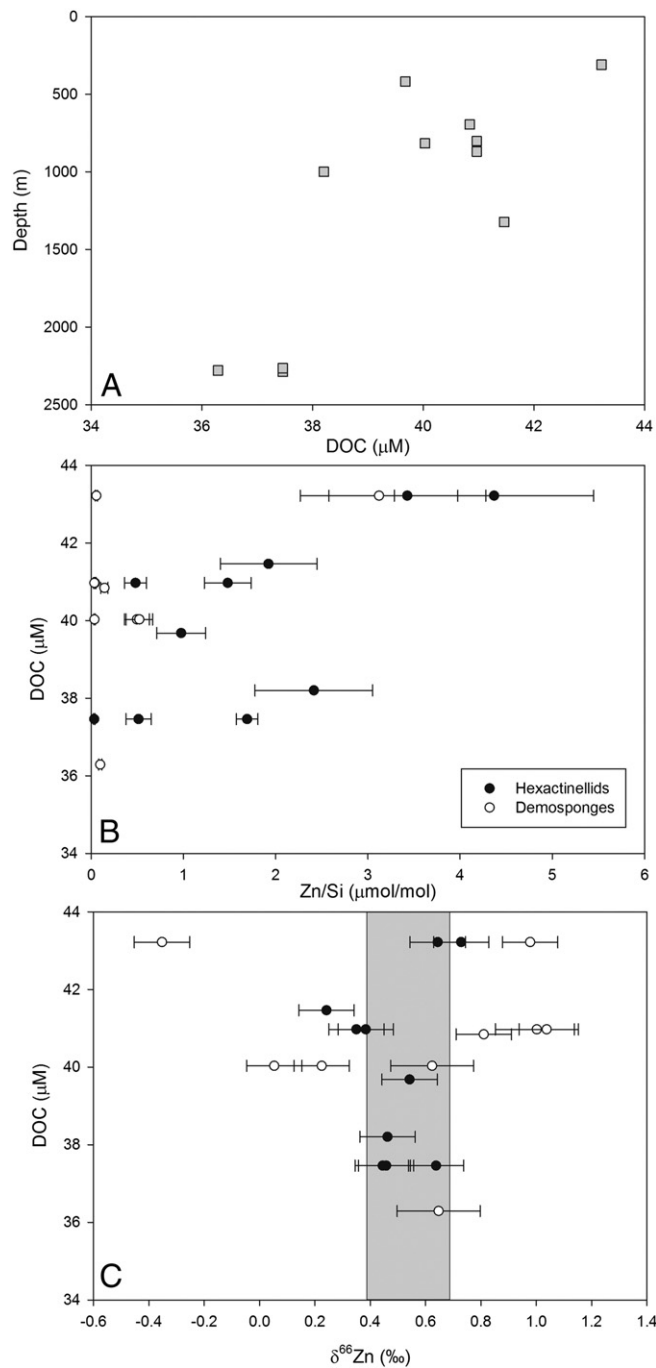 0
500
1000
1500
2000
2500
Depth (m)
A
34 36 38 40 42 44
DOC (μM)
44
42
40
38
36
34
DOC (μM)
Hexactinellids
Demosponges
B
0 1 2 3 4 5 6
Zn/Si (μmol/mol)
44
42
40
38
36
34
DOC (μM)
C
-0.6 -0.4 -0.2 0.0 0.2 0.4 0.6 0.8 1.0 1.2 1.4
δ⁶⁶Zn (‰)